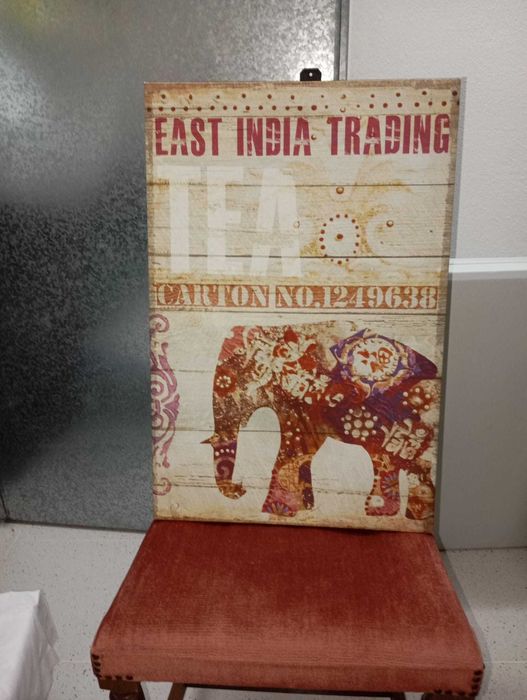 EAST INDIA TRADING
TEA
CARTON NO.1249638